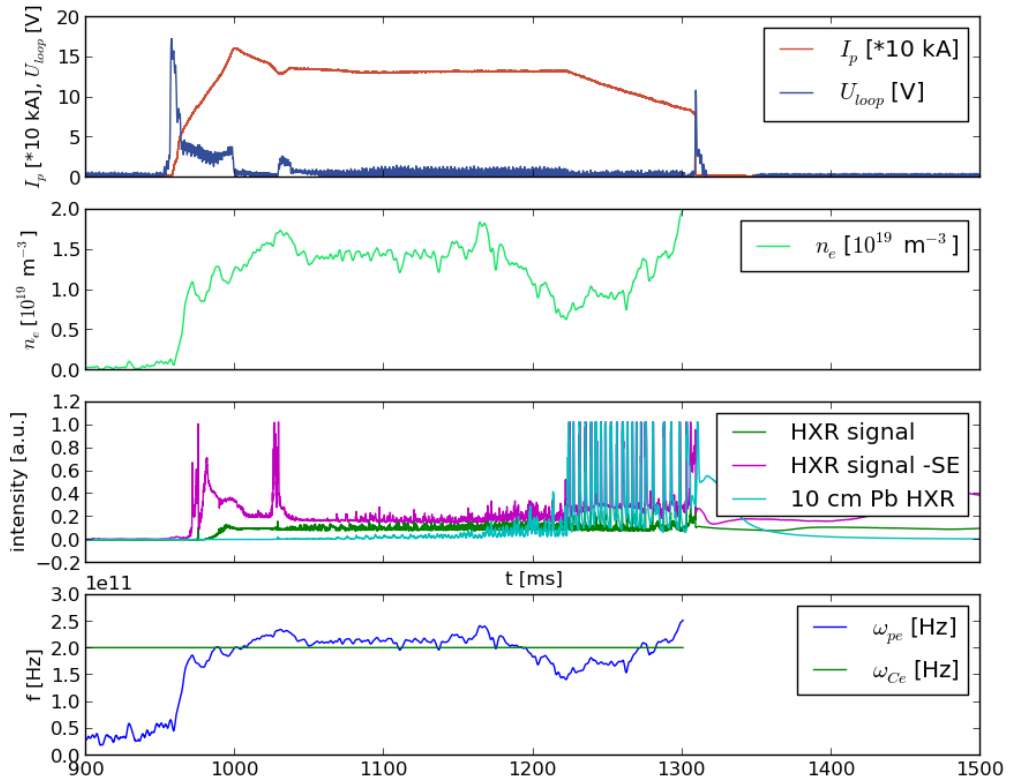 I_p [*10 kA], U_loop [V]
20
15
10
5
0
I_p [*10 kA]
U_loop [V]
n_e [10^19 m^-3]
2.0
1.5
1.0
0.5
0.0
n_e [10^19 m^-3]
intensity [a.u.]
1.2
1.0
0.8
0.6
0.4
0.2
0.0
−0.2
HXR signal
HXR signal -SE
10 cm Pb HXR
t [ms]
1e11
f [Hz]
3.0
2.5
2.0
1.5
1.0
0.5
0.0
ω_pe [Hz]
ω_Ce [Hz]
900 1000 1100 1200 1300 1400 1500